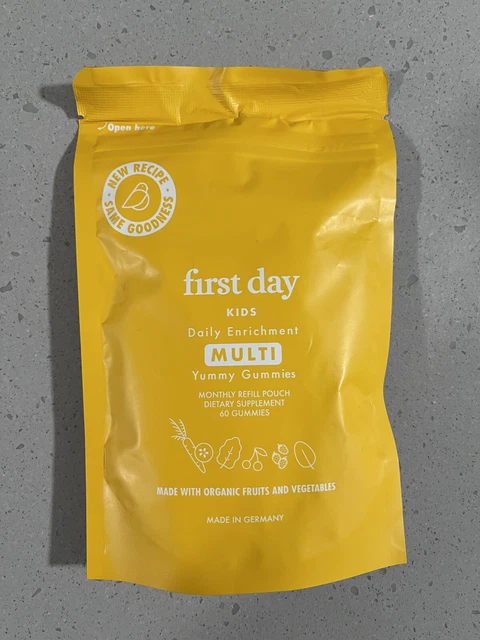 Open here
· NEW RECIPE ·
SAME GOODNESS
first day
KIDS
Daily Enrichment
MULTI
Yummy Gummies
MONTHLY REFILL POUCH
DIETARY SUPPLEMENT
60 GUMMIES
MADE WITH ORGANIC FRUITS AND VEGETABLES
MADE IN GERMANY